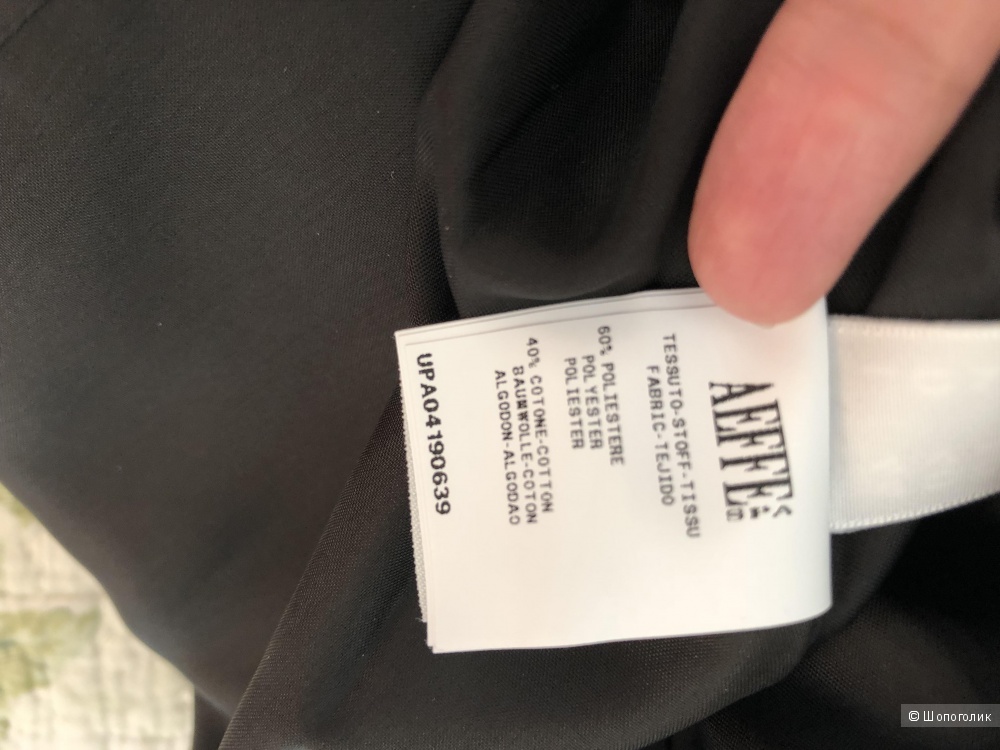 AEFFE
TESSUTO-STOFF-TISSU
FABRIC-TEJIDO
60% POLIESTERE
POLYESTER
POLIESTER
40% COTONE-COTTON
BAUMWOLLE-COTON
ALGODON-ALGODAO
UPA04190639
© Шопоголик